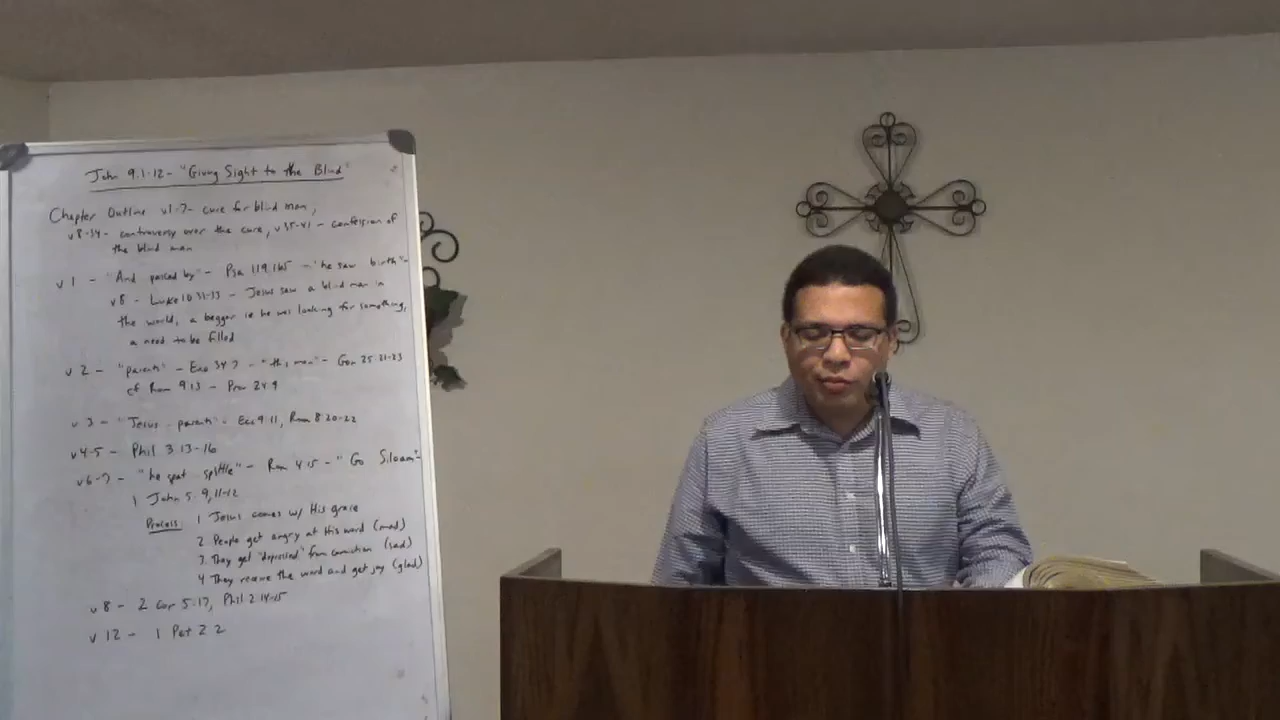 John 9.1-12 - "Giving Sight to the Blind"
Chapter Outline v1-7- cure for blind man,
v8-34- controversy over the cure, v35-41 - confession of
the blind man
v 1 - "And passed by" - Psa 119.165 - "he saw birth"-
v8 - Luke 10 31-33 - Jesus saw a blind man in
the world, a beggar ie he was looking for something,
a need to be filled
v 2 - "parents" - Exo 34 7 - "this man" - Gen 25.21-23
cf Rom 9.13 - Prov 24.9
v 3 - "Jesus parents" - Ecc 9.11, Rom 8.20-22
v4-5 - Phil 3.13-16
v6-7 - "he spat spittle" - Rom 4.15 - "Go Siloam"-
1 John 5.9, 11-12
Process: 1 Jesus comes w/ His grace
2 People get angry at His word (mad)
3. They get "depressed" from conviction (sad)
4 They receive the word and get joy (glad)
v8 - 2 Cor 5.17, Phil 2.14-15
v 12 - 1 Pet 2 2